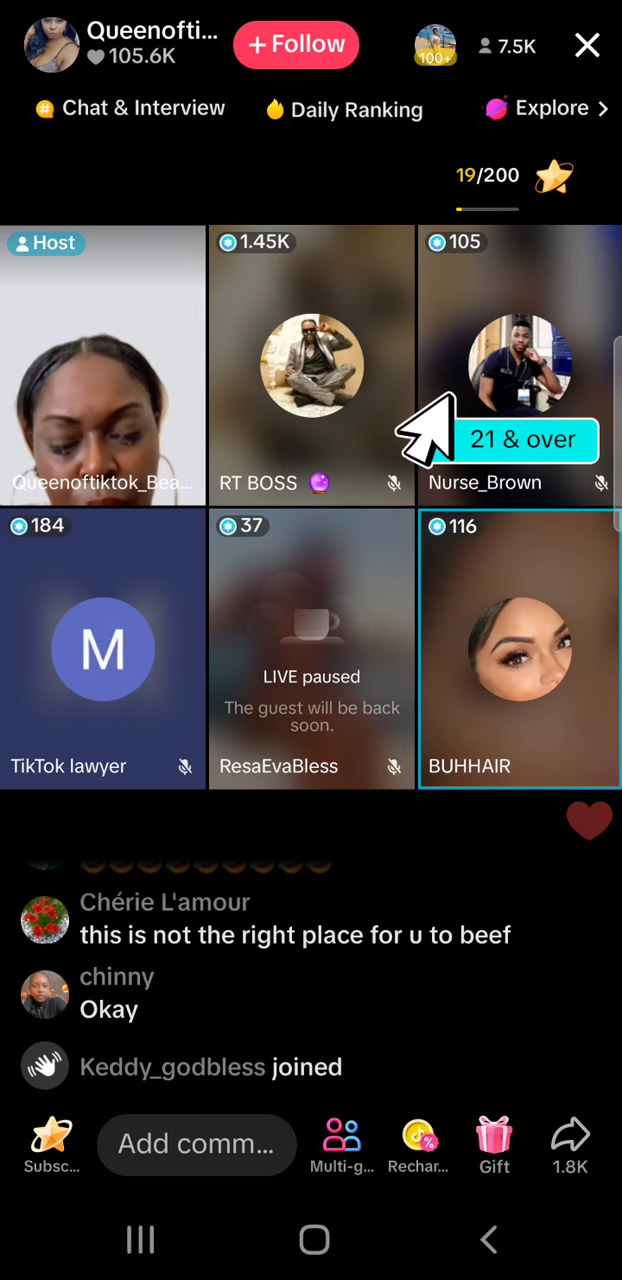 Queenofti...
105.6K
+ Follow
100+
7.5K
Chat & Interview
Daily Ranking
Explore >
19/200
Host
1.45K
105
21 & over
Queenoftiktok_Bea...
RT BOSS
Nurse_Brown
184
37
116
M
LIVE paused
The guest will be back
soon.
TikTok lawyer
ResaEvaBless
BUHHAIR
Chérie L'amour
this is not the right place for u to beef
chinny
Okay
Keddy_godbless joined
Add comm...
Subsc...
Multi-g...
Rechar...
Gift
1.8K